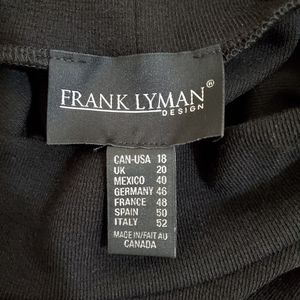 FRANK LYMAN®
DESIGN
CAN-USA 18
UK 20
MEXICO 40
GERMANY 46
FRANCE 48
SPAIN 50
ITALY 52
MADE IN/FAIT AU
CANADA